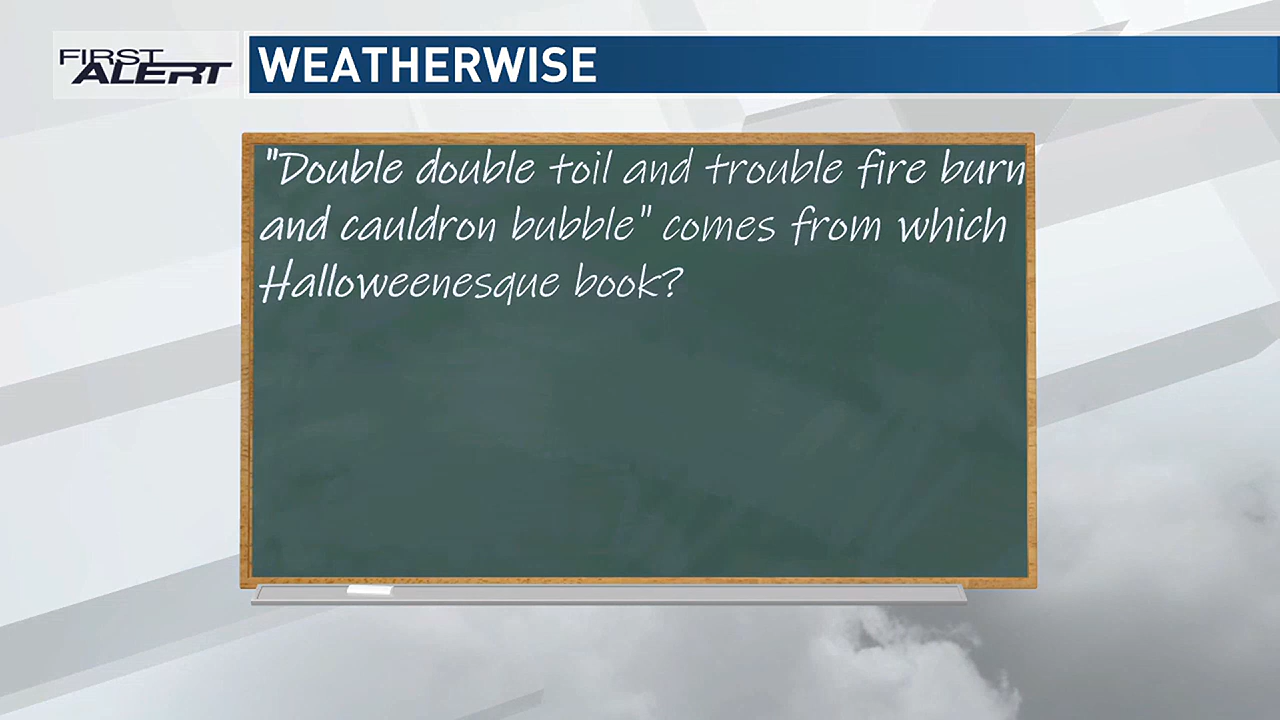 FIRST
ALERT
WEATHERWISE
"Double double toil and trouble fire burn
and cauldron bubble" comes from which
Halloweenesque book?